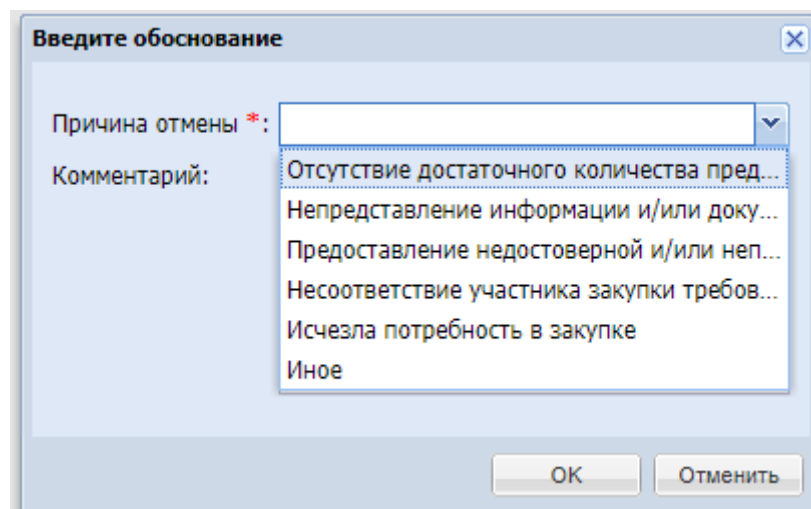 Введите обоснование
Причина отмены *:
Комментарий:
Отсутствие достаточного количества пред...
Непредставление информации и/или доку...
Предоставление недостоверной и/или неп...
Несоответствие участника закупки требов...
Исчезла потребность в закупке
Иное
OK Отменить